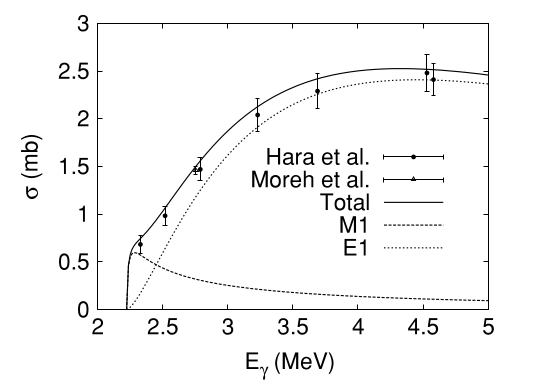 3
2.5
2
1.5
1
0.5
0
σ (mb)
Hara et al.
Moreh et al.
Total
M1
E1
2 2.5 3 3.5 4 4.5 5
Eγ (MeV)